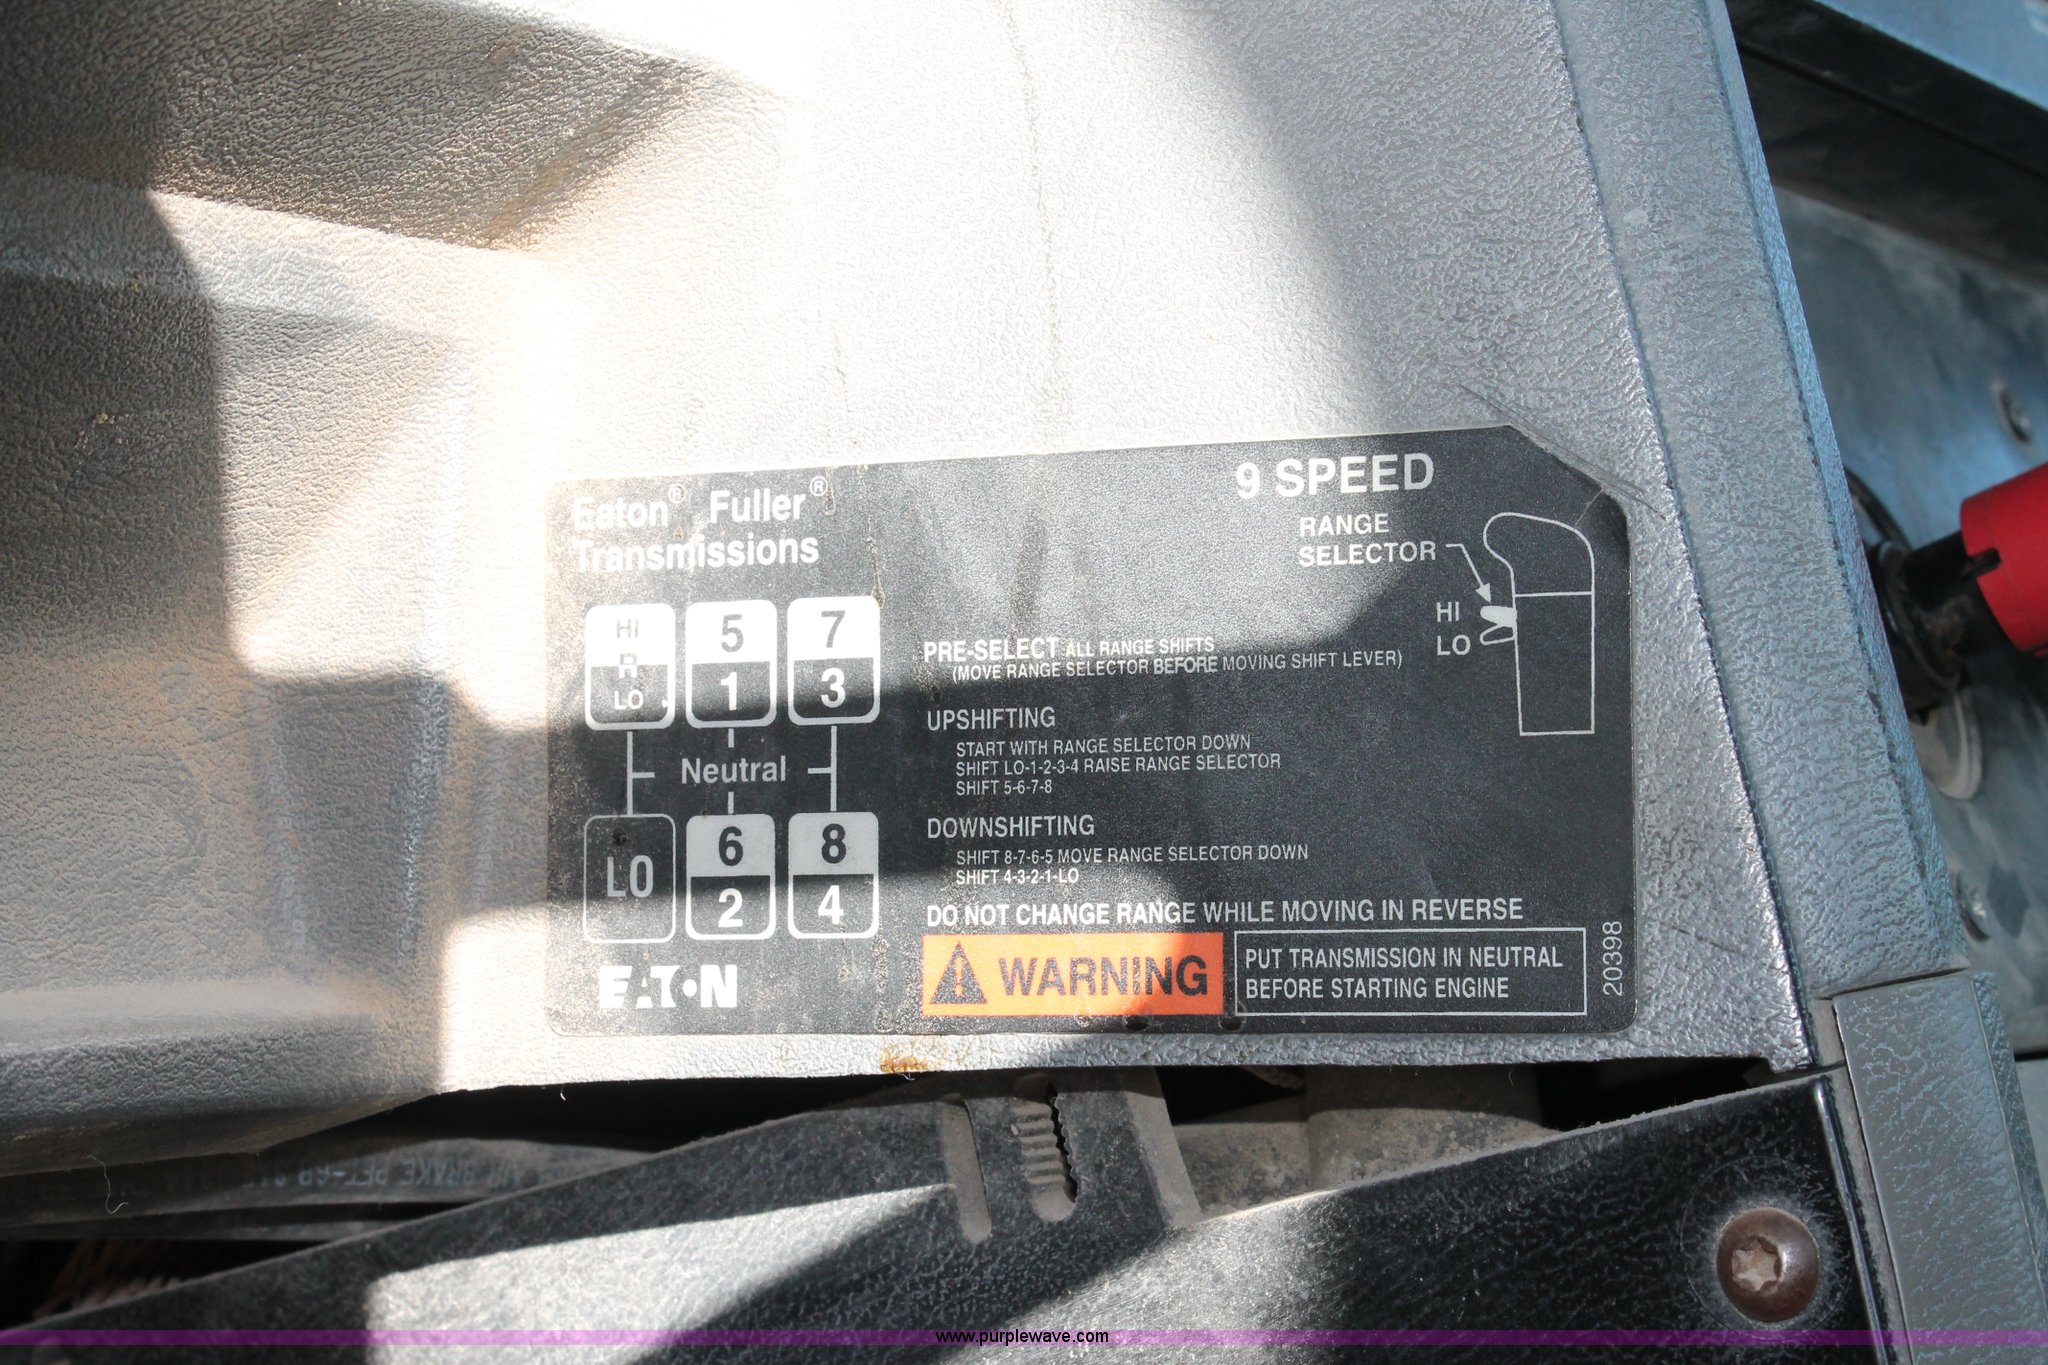 Eaton® Fuller®
Transmissions
9 SPEED
RANGE
SELECTOR
HI
LO
HI
R
LO
5
1
7
3
Neutral
LO
6
2
8
4
EATON
PRE-SELECT ALL RANGE SHIFTS
(MOVE RANGE SELECTOR BEFORE MOVING SHIFT LEVER)
UPSHIFTING
START WITH RANGE SELECTOR DOWN
SHIFT LO-1-2-3-4 RAISE RANGE SELECTOR
SHIFT 5-6-7-8
DOWNSHIFTING
SHIFT 8-7-6-5 MOVE RANGE SELECTOR DOWN
SHIFT 4-3-2-1-LO
DO NOT CHANGE RANGE WHILE MOVING IN REVERSE
WARNING
PUT TRANSMISSION IN NEUTRAL
BEFORE STARTING ENGINE
20398
BRAKE
www.purplewave.com